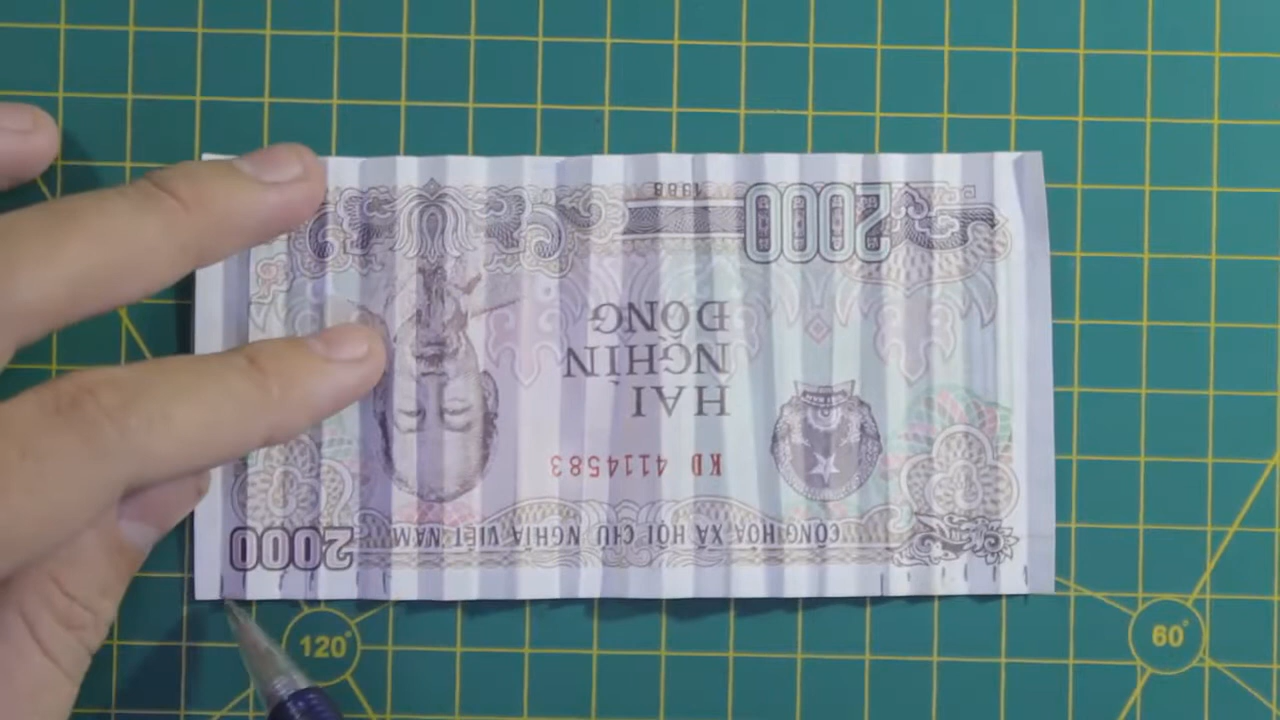 CỘNG HÒA XÃ HỘI CHỦ NGHĨA VIỆT NAM
2000
KD 4114583
HAI
NGHÌN
ĐỒNG
2000
1988
120°
60°